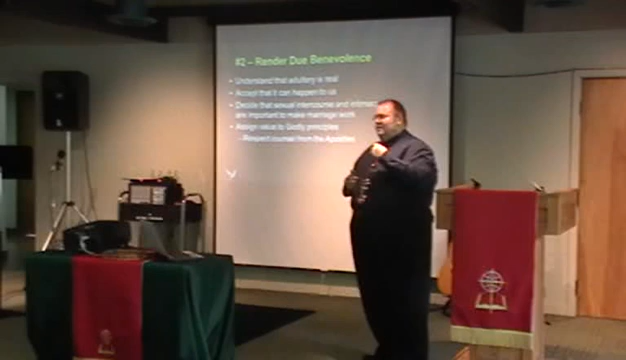 #2 – Render Due Benevolence
• Understand that adultery is real
• Accept that it can happen to us
• Decide that sexual intercourse and intimac
are important to make marriage work
• Assign value to Godly principles
–Respect counsel from the Apostles